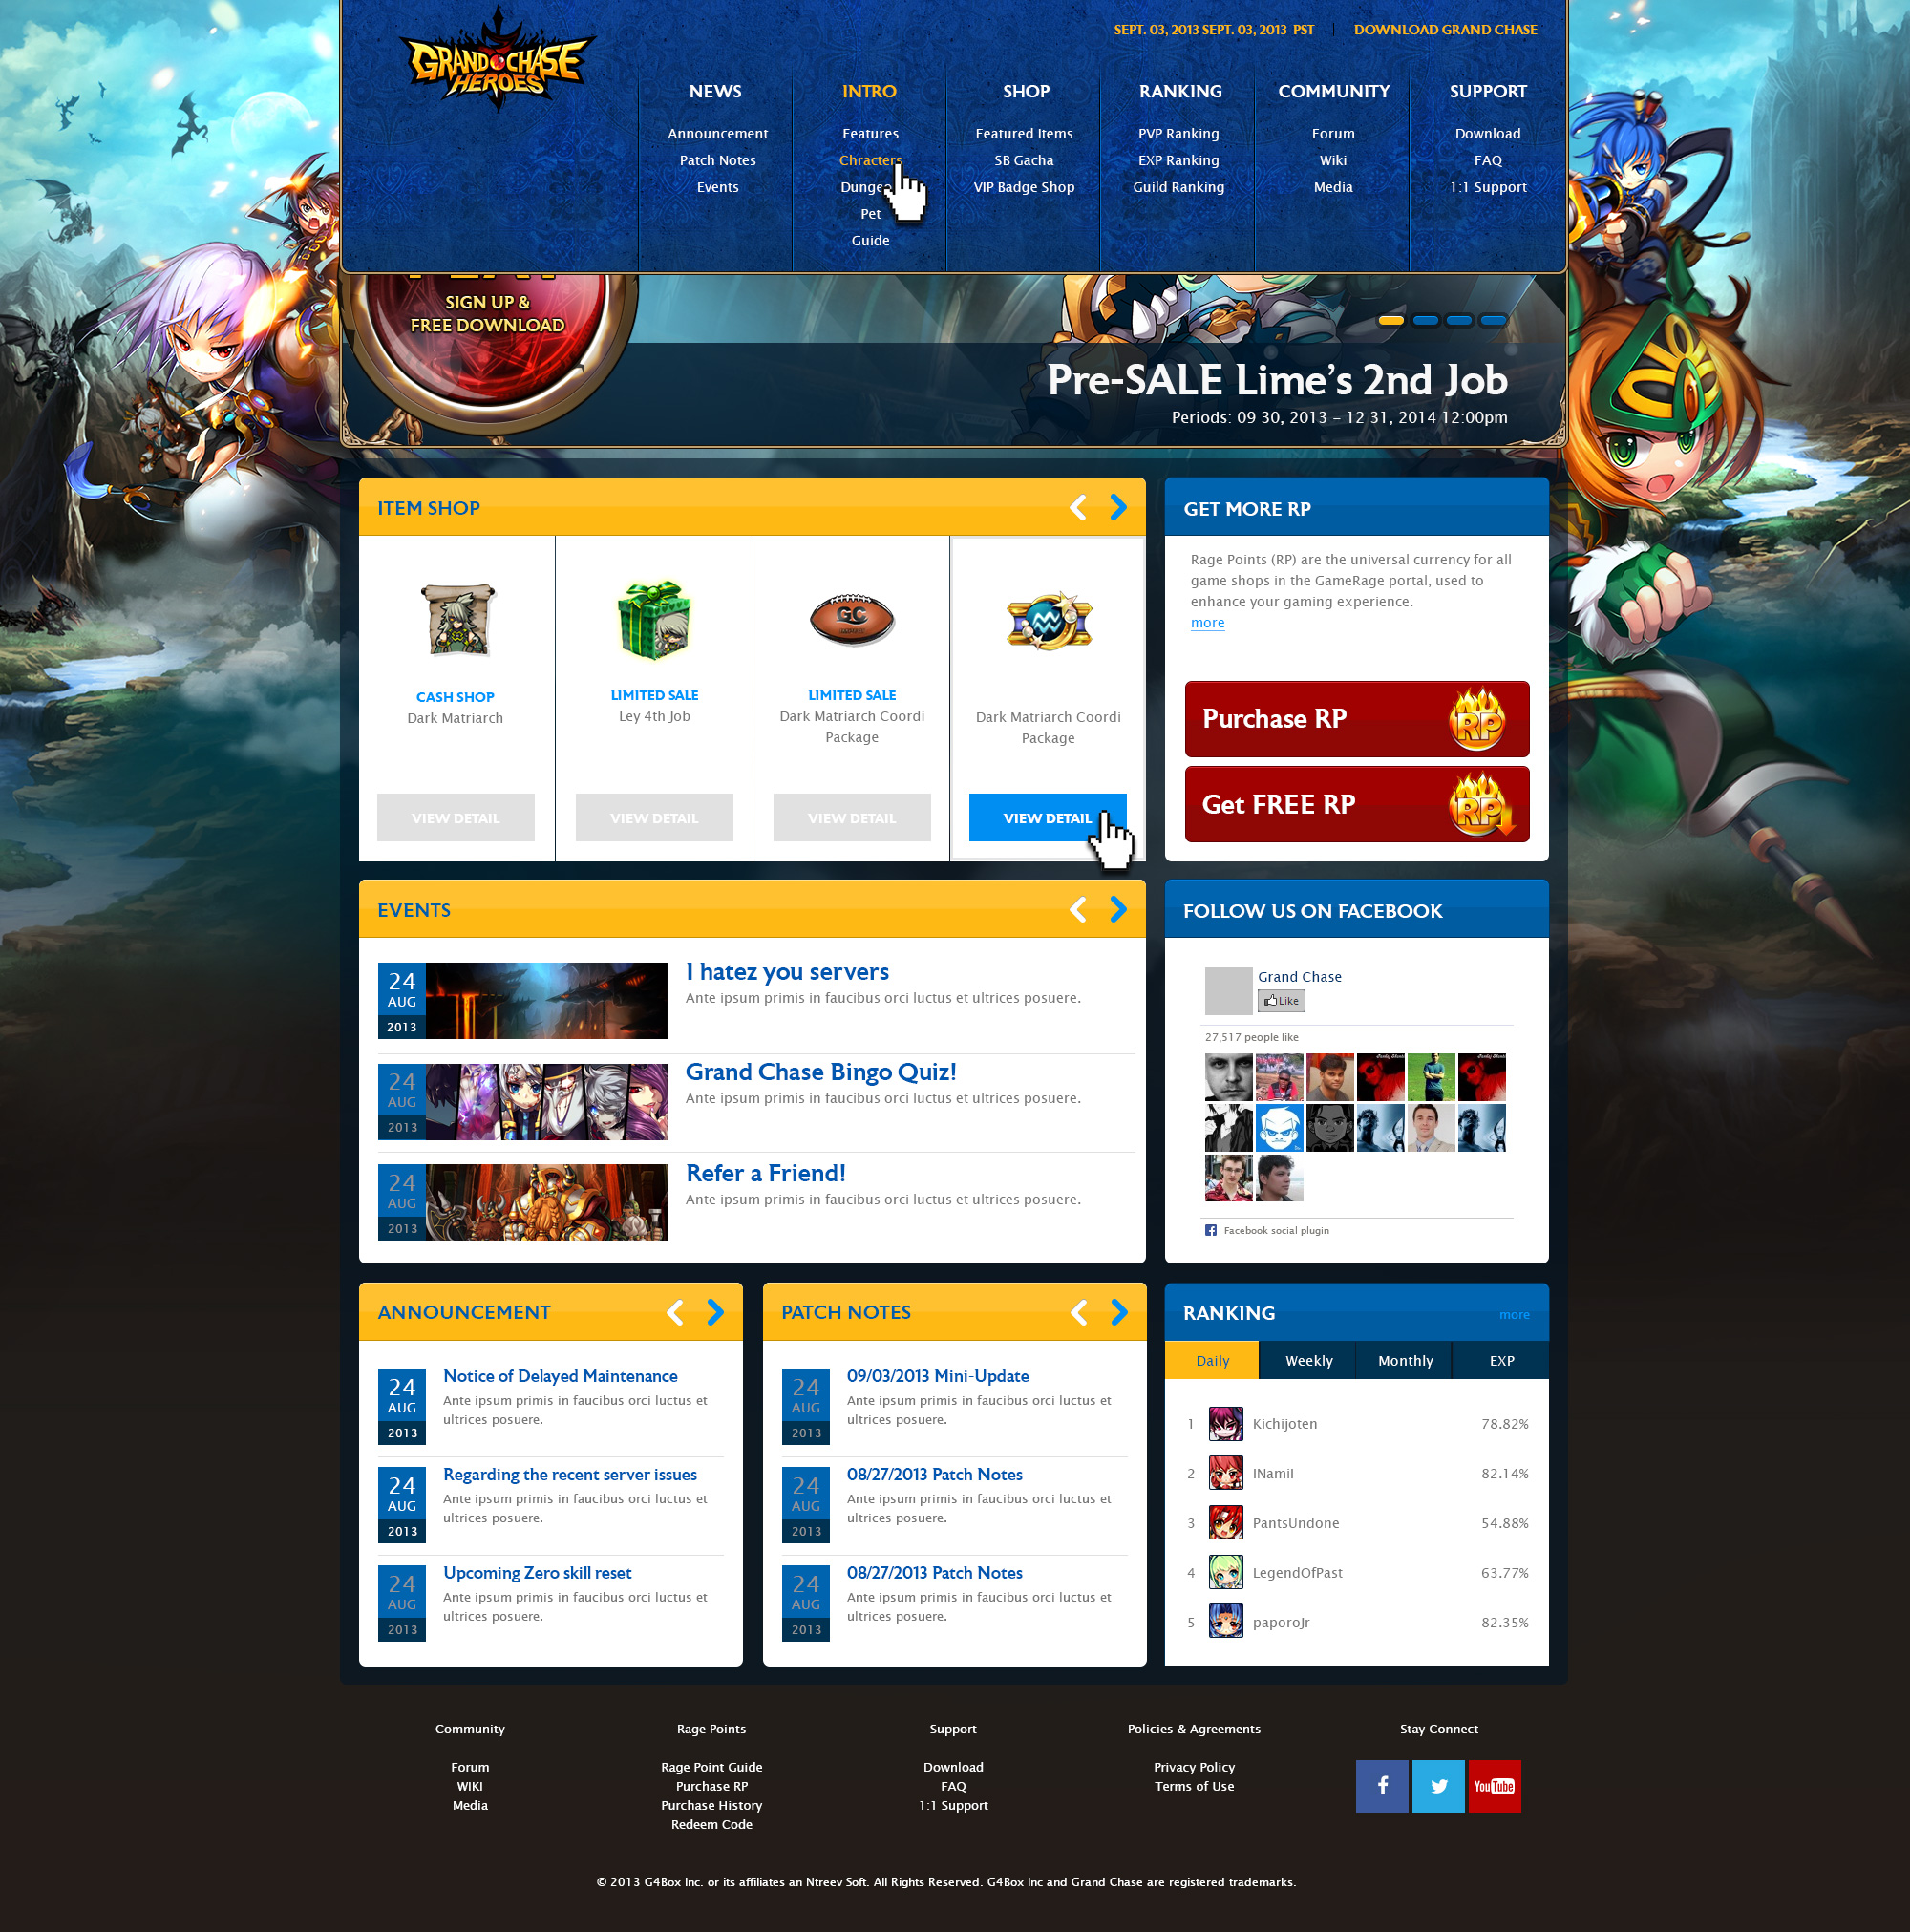 GRAND CHASE
HEROES
SEPT. 03, 2013 SEPT. 03, 2013 PST
DOWNLOAD GRAND CHASE
NEWS
Announcement
Patch Notes
Events
INTRO
Features
Chracters
Pet
Guide
SHOP
Featured Items
SB Gacha
VIP Badge Shop
RANKING
PVP Ranking
EXP Ranking
Guild Ranking
COMMUNITY
Forum
Wiki
Media
SUPPORT
Download
FAQ
1:1 Support
SIGN UP &
FREE DOWNLOAD
Pre-SALE Lime's 2nd Job
Periods: 09 30, 2013 – 12 31, 2014 12:00pm
ITEM SHOP
CASH SHOP
Dark Matriarch
VIEW DETAIL
LIMITED SALE
Ley 4th Job
VIEW DETAIL
GC
LIMITED SALE
Dark Matriarch Coordi
Package
VIEW DETAIL
Dark Matriarch Coordi
Package
VIEW DETAIL
GET MORE RP
Rage Points (RP) are the universal currency for all
game shops in the GameRage portal, used to
enhance your gaming experience.
more
Purchase RP
RP
Get FREE RP
RP
EVENTS
24
AUG
2013
I hatez you servers
Ante ipsum primis in faucibus orci luctus et ultrices posuere.
24
AUG
2013
Grand Chase Bingo Quiz!
Ante ipsum primis in faucibus orci luctus et ultrices posuere.
24
AUG
2013
Refer a Friend!
Ante ipsum primis in faucibus orci luctus et ultrices posuere.
FOLLOW US ON FACEBOOK
Grand Chase
Like
27,517 people like
Facebook social plugin
ANNOUNCEMENT
24
AUG
2013
Notice of Delayed Maintenance
Ante ipsum primis in faucibus orci luctus et
ultrices posuere.
24
AUG
2013
Regarding the recent server issues
Ante ipsum primis in faucibus orci luctus et
ultrices posuere.
24
AUG
2013
Upcoming Zero skill reset
Ante ipsum primis in faucibus orci luctus et
ultrices posuere.
PATCH NOTES
24
AUG
2013
09/03/2013 Mini-Update
Ante ipsum primis in faucibus orci luctus et
ultrices posuere.
24
AUG
2013
08/27/2013 Patch Notes
Ante ipsum primis in faucibus orci luctus et
ultrices posuere.
24
AUG
2013
08/27/2013 Patch Notes
Ante ipsum primis in faucibus orci luctus et
ultrices posuere.
RANKING
more
Daily Weekly Monthly EXP
1 Kichijoten 78.82%
2 INamiI 82.14%
3 PantsUndone 54.88%
4 LegendOfPast 63.77%
5 paporoJr 82.35%
Community
Forum
WIKI
Media
Rage Points
Rage Point Guide
Purchase RP
Purchase History
Redeem Code
Support
Download
FAQ
1:1 Support
Policies & Agreements
Privacy Policy
Terms of Use
Stay Connect
f
YouTube
© 2013 G4Box Inc. or its affiliates an Ntreev Soft. All Rights Reserved. G4Box Inc and Grand Chase are registered trademarks.